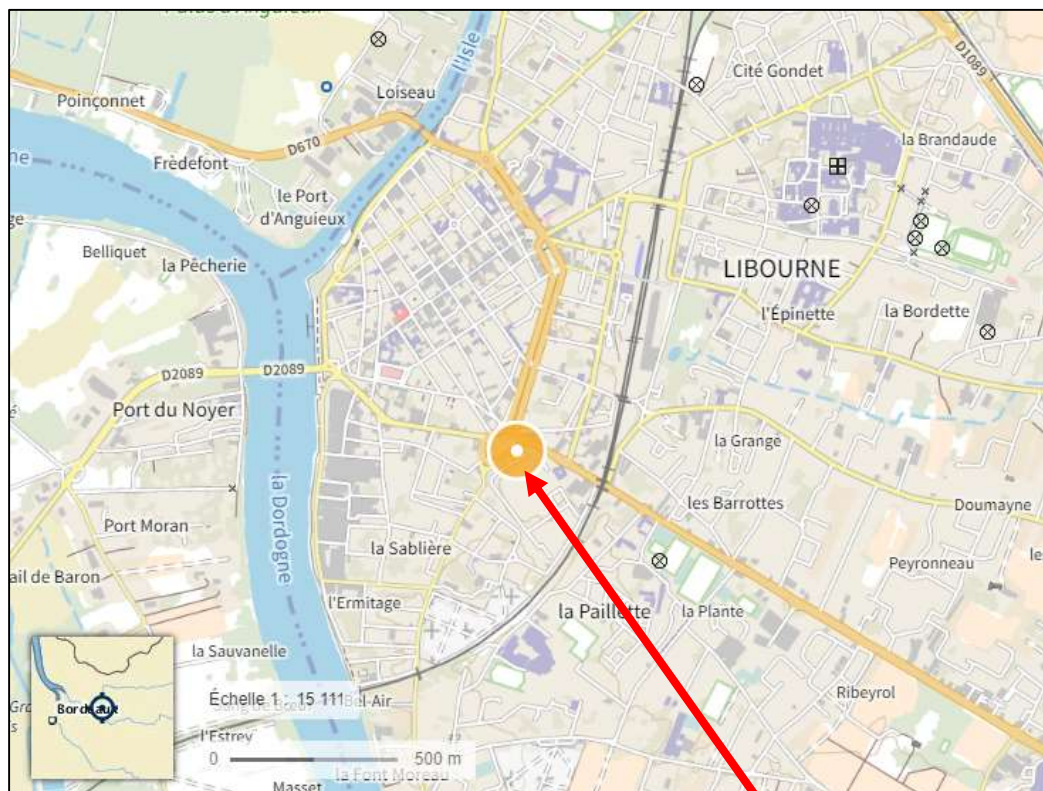 l'Isle
D1089
Cité Gondet
Poinçonnet
Loiseau
la Brandaude
D670
Frèdefont
le Port
d'Anguieux
Belliquet
la Pêcherie
LIBOURNE
l'Épinette
la Bordette
D2089
D2089
Port du Noyer
la Grange
la Dordogne
les Barrottes
Doumayne
Port Moran
la Sablière
Peyronneau
ail de Baron
l'Ermitage
la Paillette
la Plante
la Sauvanelle
Échelle 1 : 15 111
Bel-Air
Ribeyrol
Bordeaux
l'Estrey
0
500 m
la Font Moreau
Masset